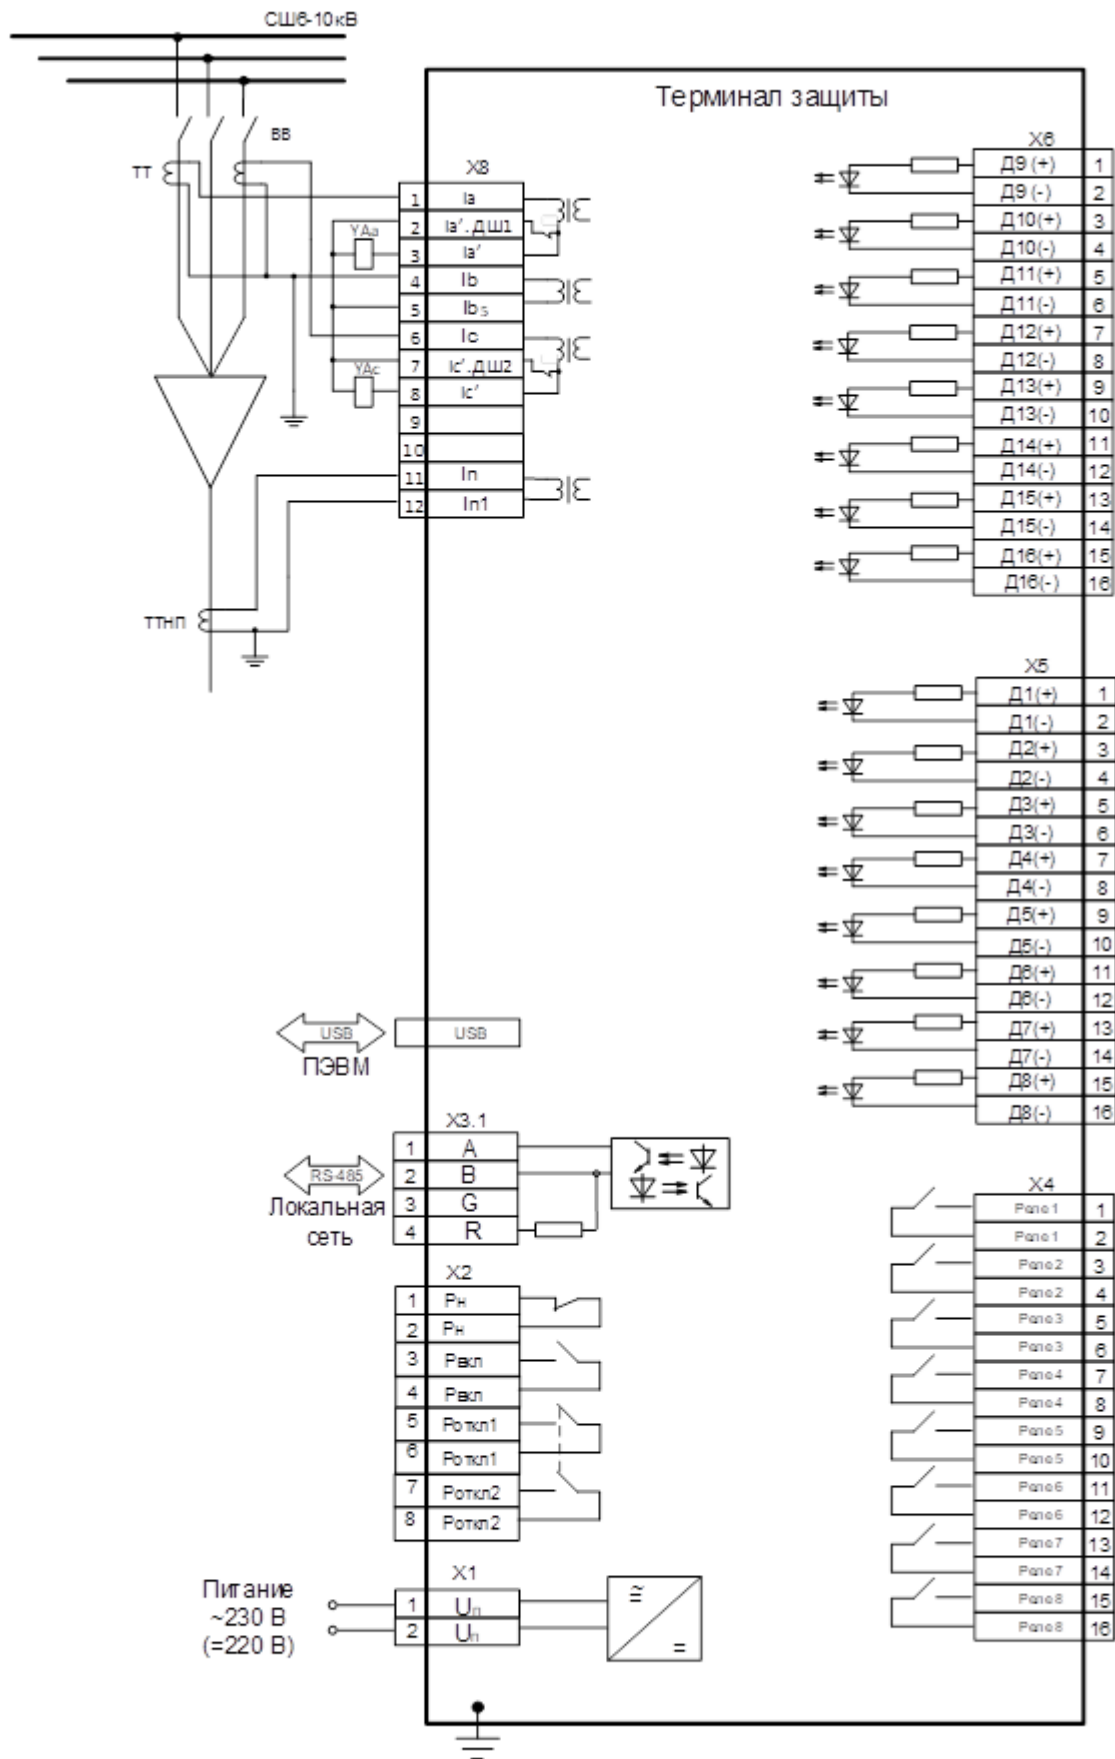 СШ6-10кВ
Терминал защиты
ВВ
ТТ
X8
1 Ia
2 Ia'.ДШ1
YAa
3 Ia'
4 Ib
5 Ibs
6 Ic
7 Ic'.ДШ2
YAc
8 Ic'
9
10
11 In
12 In1
ТТНП
X6
Д9 (+) 1
Д9 (-) 2
Д10(+) 3
Д10(-) 4
Д11(+) 5
Д11(-) 6
Д12(+) 7
Д12(-) 8
Д13(+) 9
Д13(-) 10
Д14(+) 11
Д14(-) 12
Д15(+) 13
Д15(-) 14
Д16(+) 15
Д16(-) 16
X5
Д1(+) 1
Д1(-) 2
Д2(+) 3
Д2(-) 4
Д3(+) 5
Д3(-) 6
Д4(+) 7
Д4(-) 8
Д5(+) 9
Д5(-) 10
Д6(+) 11
Д6(-) 12
Д7(+) 13
Д7(-) 14
Д8(+) 15
Д8(-) 16
USB USB
ПЭВМ
X3.1
1 A
2 B
3 G
4 R
RS-485
Локальная
сеть
X2
1 Рн
2 Рн
3 Рвкл
4 Рвкл
5 Роткл1
6 Роткл1
7 Роткл2
8 Роткл2
X4
Реле1 1
Реле1 2
Реле2 3
Реле2 4
Реле3 5
Реле3 6
Реле4 7
Реле4 8
Реле5 9
Реле5 10
Реле6 11
Реле6 12
Реле7 13
Реле7 14
Реле8 15
Реле8 16
X1
1 Uп
2 Uп
Питание
~230 В
(=220 В)